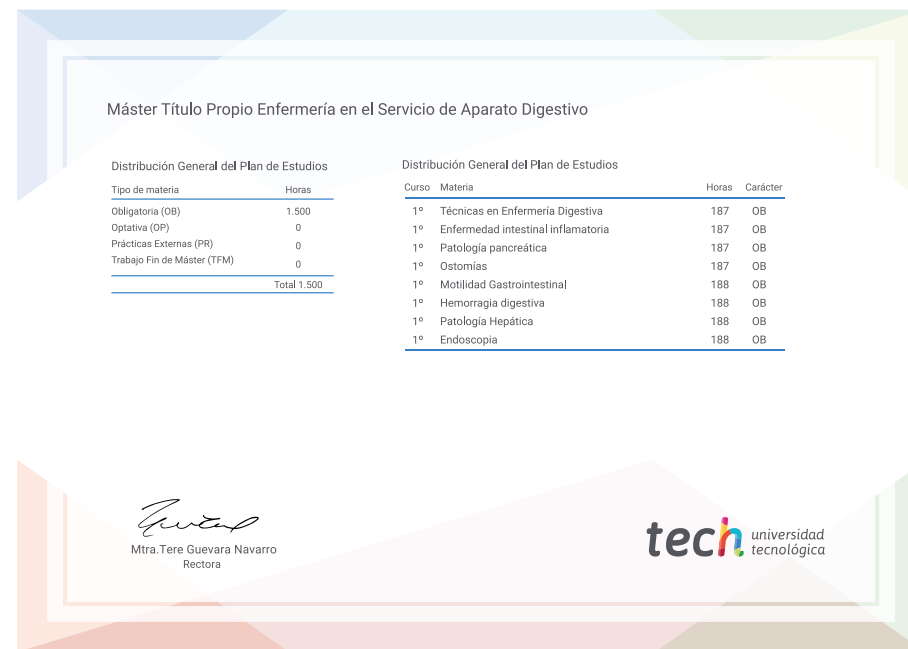 Máster Título Propio Enfermería en el Servicio de Aparato Digestivo
Distribución General del Plan de Estudios
Tipo de materia Horas
Obligatoria (OB) 1.500
Optativa (OP) 0
Prácticas Externas (PR) 0
Trabajo Fin de Máster (TFM) 0
Total 1.500
Distribución General del Plan de Estudios
Curso Materia Horas Carácter
1º Técnicas en Enfermería Digestiva 187 OB
1º Enfermedad intestinal inflamatoria 187 OB
1º Patología pancreática 187 OB
1º Ostomías 187 OB
1º Motilidad Gastrointestinal 188 OB
1º Hemorragia digestiva 188 OB
1º Patología Hepática 188 OB
1º Endoscopia 188 OB
Mtra.Tere Guevara Navarro
Rectora
tech universidad
tecnológica